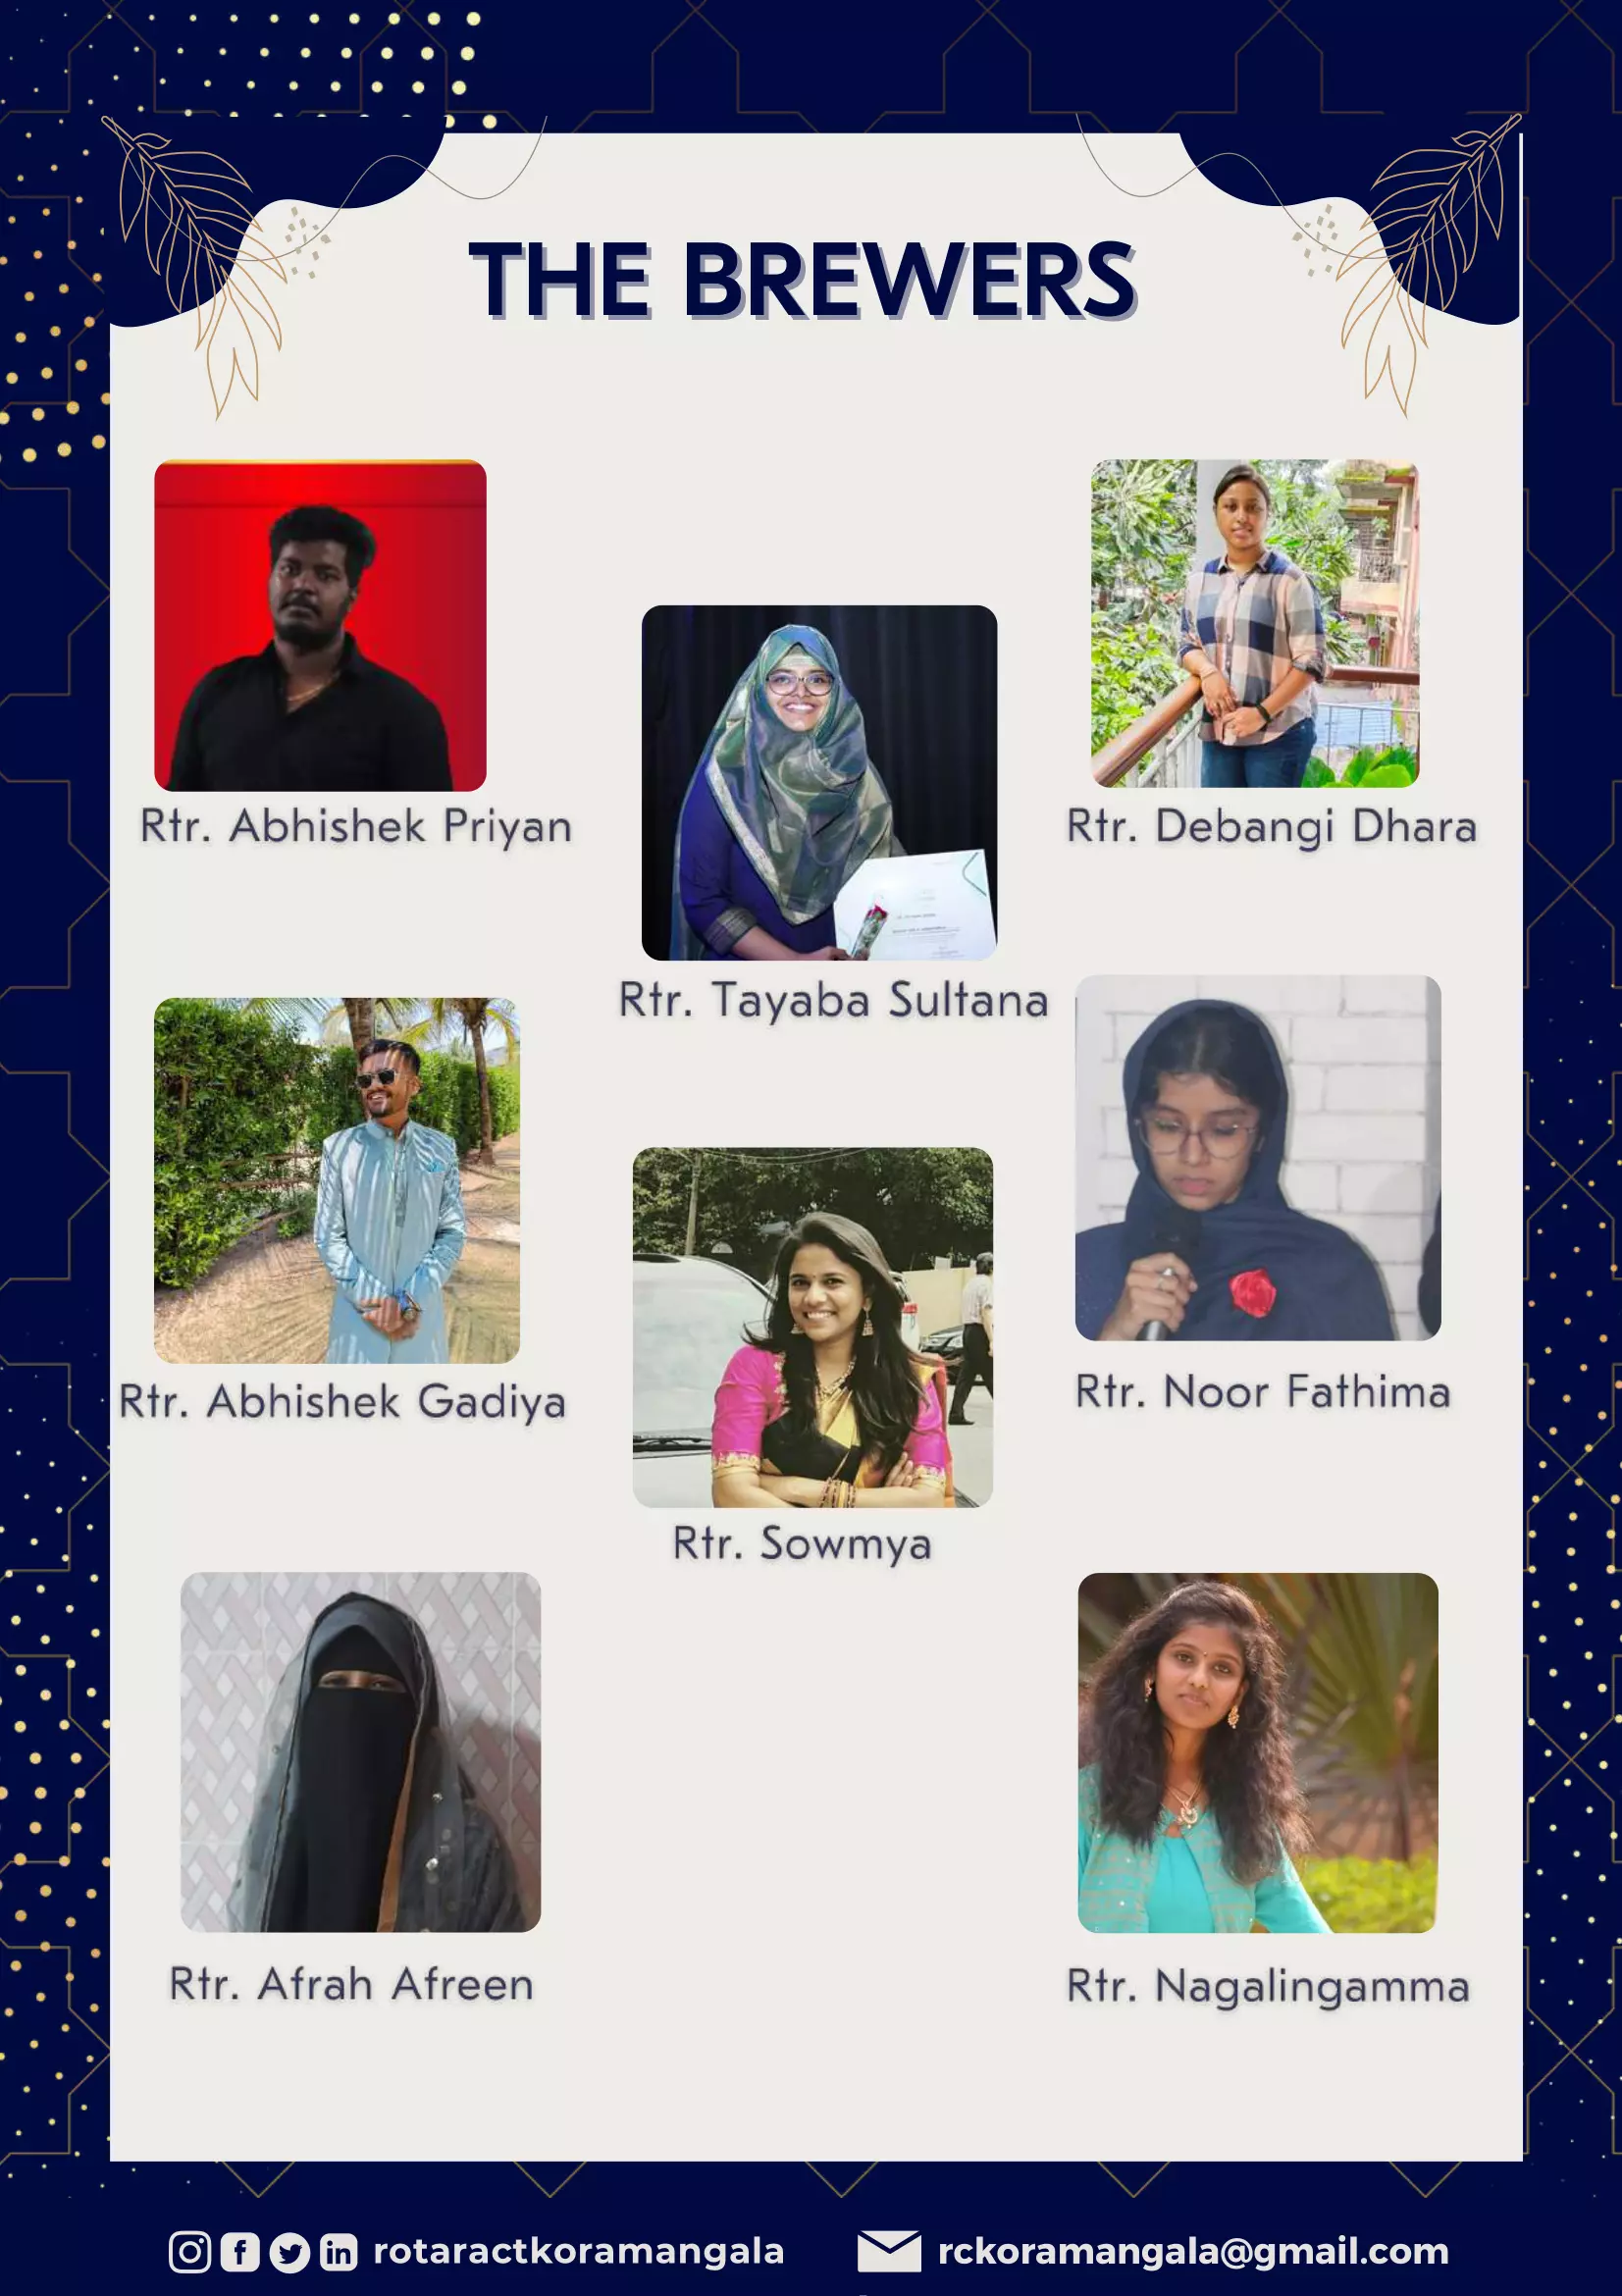 THE BREWERS
Rtr. Abhishek Priyan
Rtr. Debangi Dhara
Rtr. Tayaba Sultana
Rtr. Abhishek Gadiya
Rtr. Noor Fathima
Rtr. Sowmya
Rtr. Afrah Afreen
Rtr. Nagalingamma
rotaractkoramangala
rckoramangala@gmail.com